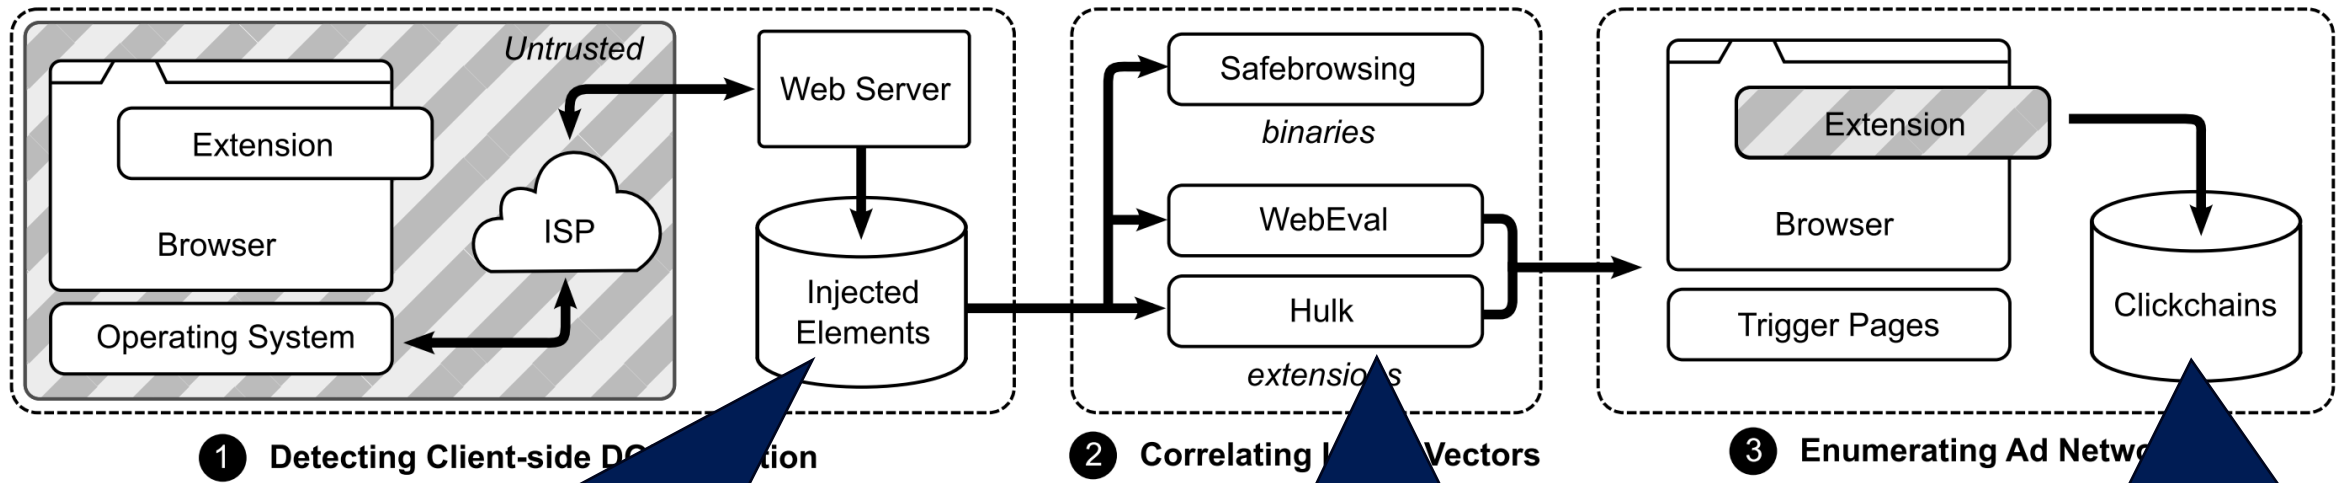 Untrusted
Extension
Browser
Operating System
ISP
Web Server
Injected
Elements
1 Detecting Client-side
Safebrowsing
binaries
WebEval
Hulk
extensions
2 Correlating Vectors
Extension
Browser
Trigger Pages
Clickchains
3 Enumerating Ad